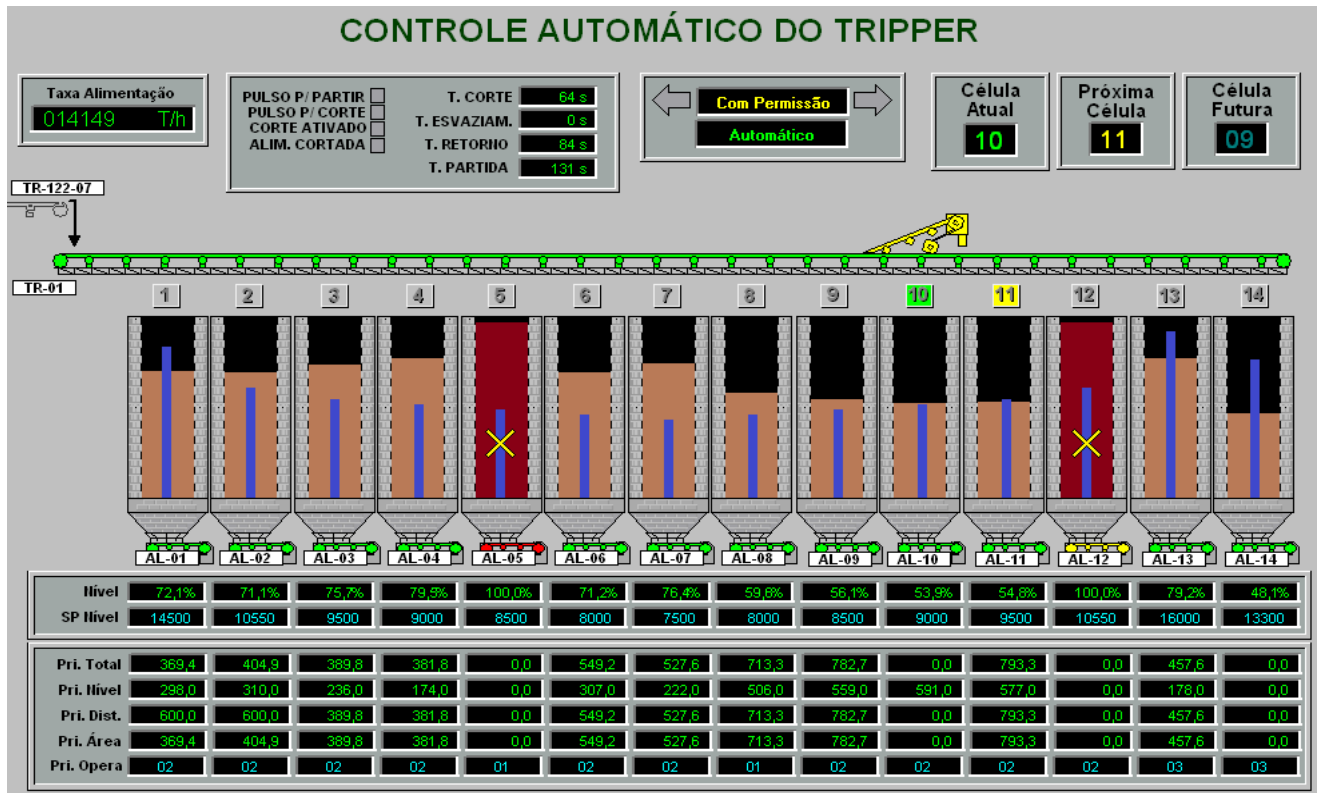 CONTROLE AUTOMÁTICO DO TRIPPER
Taxa Alimentação
014149 T/h
PULSO P/ PARTIR
PULSO P/ CORTE
CORTE ATIVADO
ALIM. CORTADA
T. CORTE 64 s
T. ESVAZIAM. 0 s
T. RETORNO 84 s
T. PARTIDA 131 s
Com Permissão
Automático
Célula Atual
10
Próxima Célula
11
Célula Futura
09
TR-122-07
TR-01
1 2 3 4 5 6 7 8 9 10 11 12 13 14
AL-01 AL-02 AL-03 AL-04 AL-05 AL-06 AL-07 AL-08 AL-09 AL-10 AL-11 AL-12 AL-13 AL-14
Nível 72,1% 71,1% 75,7% 79,5% 100,0% 71,2% 76,4% 59,6% 56,1% 53,9% 54,8% 100,0% 79,2% 48,1%
SP Nível 14500 10550 9500 9000 8500 8000 7500 8000 8500 9000 9500 10550 16000 13300
Pri. Total 369,4 404,9 389,8 381,8 0,0 549,2 527,6 713,3 782,7 0,0 793,3 0,0 457,6 0,0
Pri. Nível 298,0 310,0 236,0 174,0 0,0 307,0 222,0 506,0 559,0 591,0 577,0 0,0 178,0 0,0
Pri. Dist. 600,0 600,0 389,8 381,8 0,0 549,2 527,6 713,3 782,7 0,0 793,3 0,0 457,6 0,0
Pri. Área 369,4 404,9 389,8 381,8 0,0 549,2 527,6 713,3 782,7 0,0 793,3 0,0 457,6 0,0
Pri. Opera 02 02 02 02 01 02 02 01 02 02 02 02 03 03